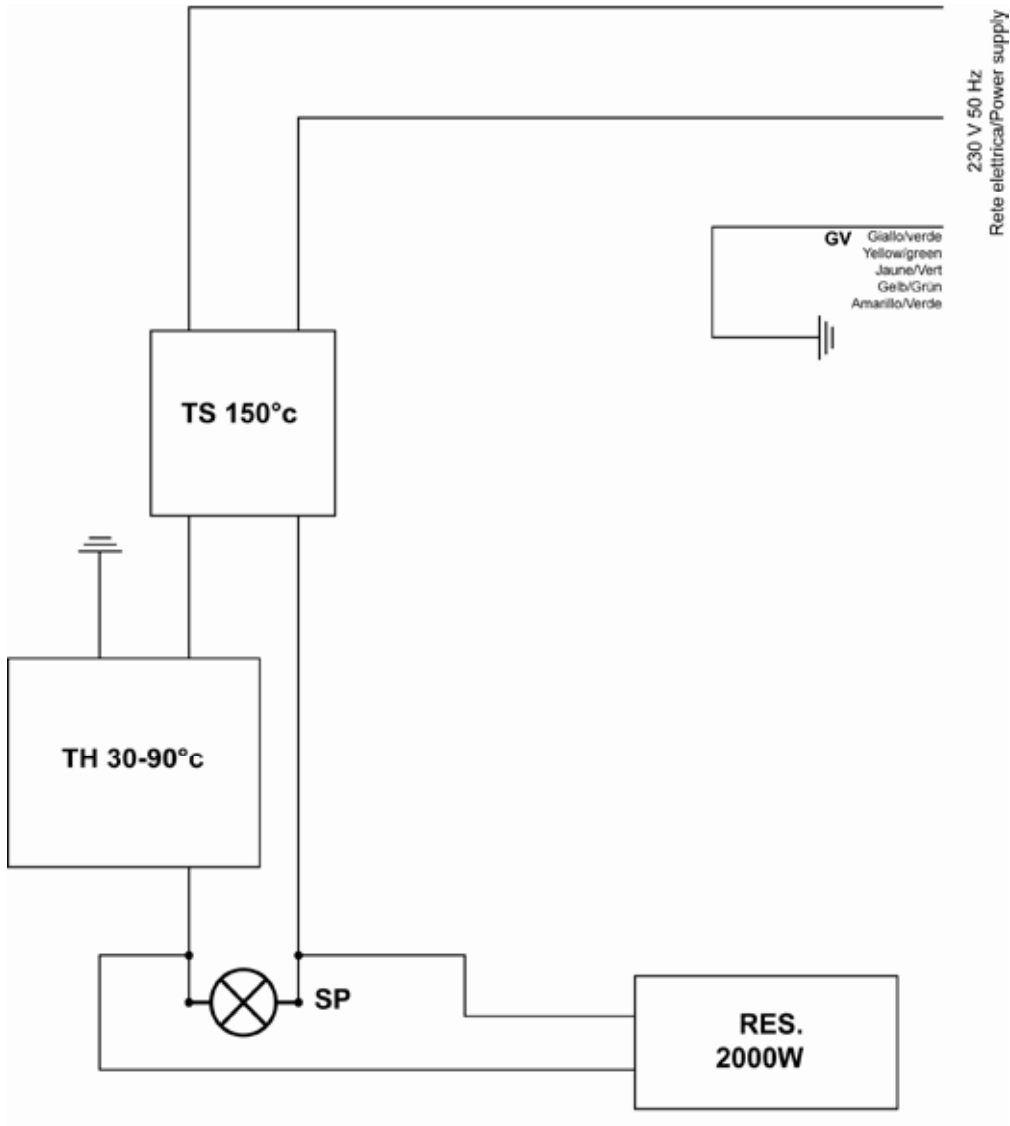 230 V 50 Hz
Rete elettrica/Power supply
GV Giallo/verde
Yellow/green
Jaune/Vert
Gelb/Grün
Amarillo/Verde
TS 150°c
TH 30-90°c
SP
RES.
2000W